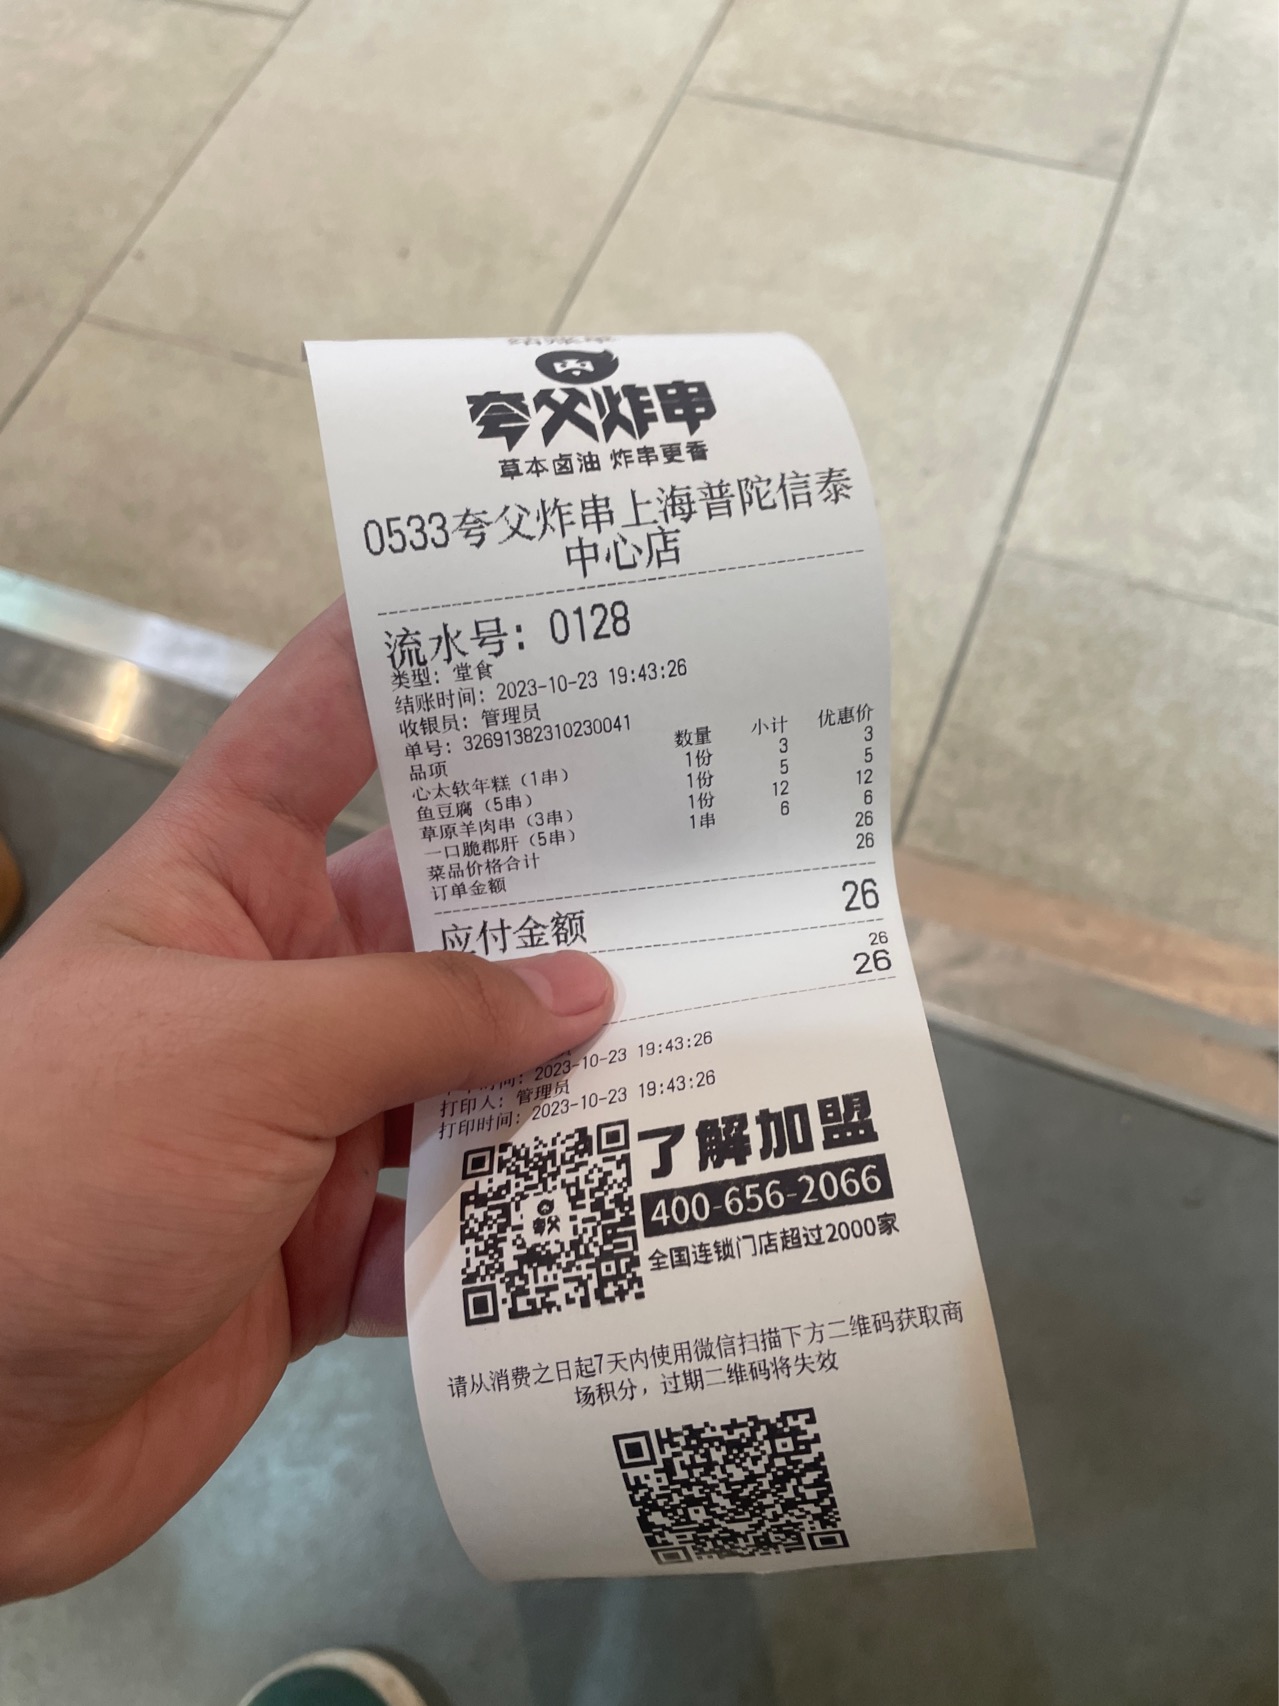 夸父炸串
草本卤油 炸串更香
0533夸父炸串上海普陀信泰
中心店
流水号: 0128
类型: 堂食
结账时间: 2023-10-23 19:43:26
收银员: 管理员
单号: 32691382310230041
品项 数量 小计 优惠价
心太软年糕（1串） 1份 3 3
鱼豆腐（5串） 1份 5 5
草原羊肉串（3串） 1份 12 12
一口脆郡肝（5串） 1串 6 6
菜品价格合计 26
订单金额 26
应付金额 26
26
26
时间: 2023-10-23 19:43:26
打印人: 管理员
打印时间: 2023-10-23 19:43:26
了解加盟
400-656-2066
全国连锁门店超过2000家
夸父
请从消费之日起7天内使用微信扫描下方二维码获取商
场积分，过期二维码将失效